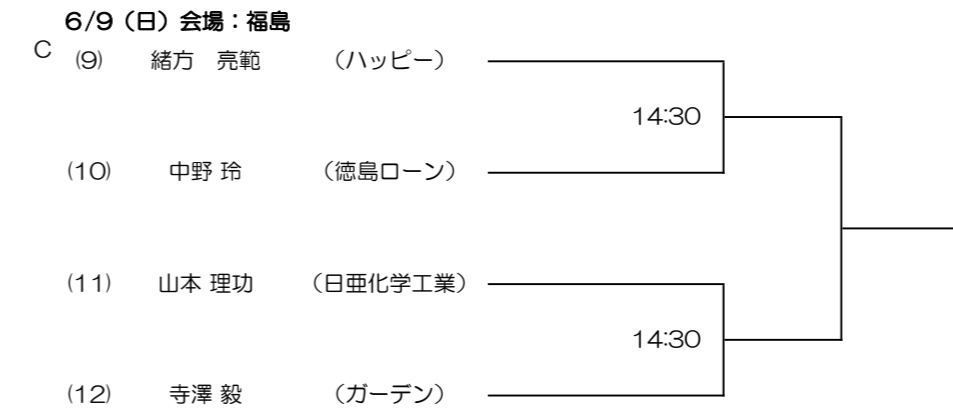 6/9（日）会場：福島
C (9) 緒方　亮範 （ハッピー）
14:30
(10) 中野 玲 （徳島ローン）
(11) 山本 理功 （日亜化学工業）
14:30
(12) 寺澤 毅 （ガーデン）